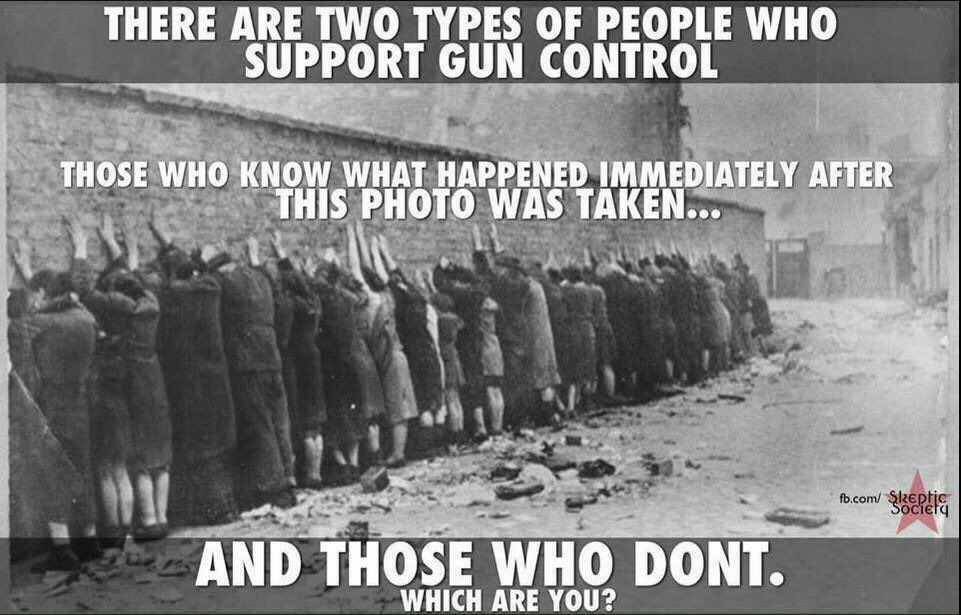 THERE ARE TWO TYPES OF PEOPLE WHO
SUPPORT GUN CONTROL
THOSE WHO KNOW WHAT HAPPENED IMMEDIATELY AFTER
THIS PHOTO WAS TAKEN...
fb.com/ Skeptic
Society
AND THOSE WHO DONT.
WHICH ARE YOU?